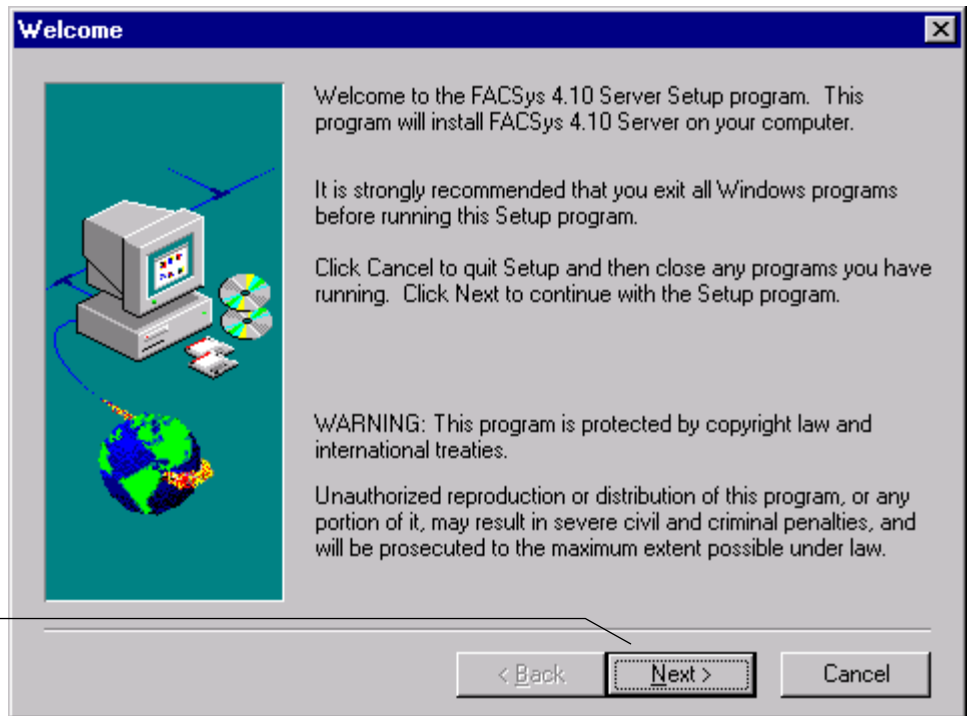 Welcome
Welcome to the FACSys 4.10 Server Setup program.  This
program will install FACSys 4.10 Server on your computer.
It is strongly recommended that you exit all Windows programs
before running this Setup program.
Click Cancel to quit Setup and then close any programs you have
running.  Click Next to continue with the Setup program.
WARNING: This program is protected by copyright law and
international treaties.
Unauthorized reproduction or distribution of this program, or any
portion of it, may result in severe civil and criminal penalties, and
will be prosecuted to the maximum extent possible under law.
< Back
Next >
Cancel